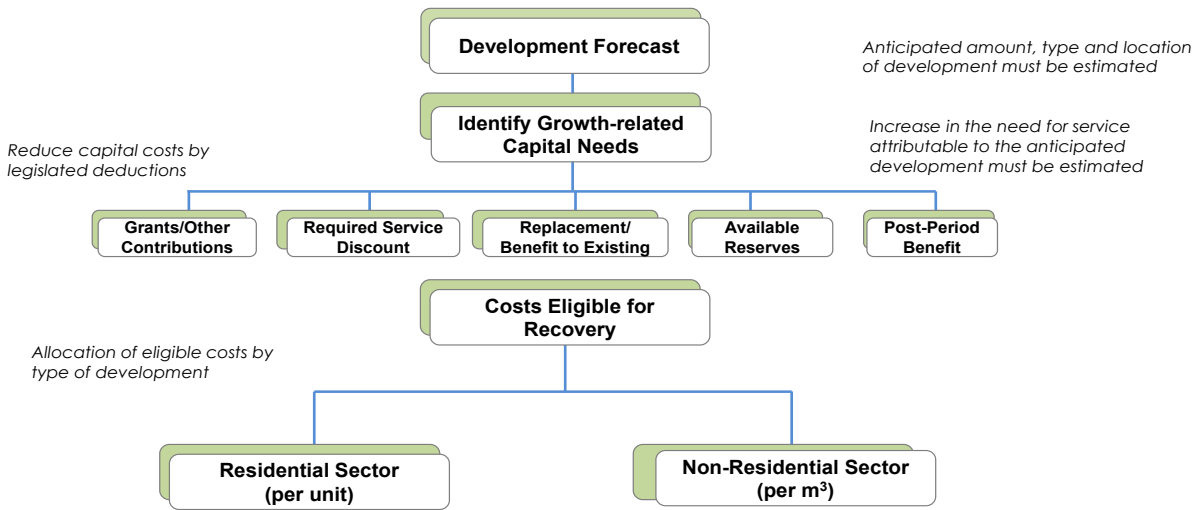 Development Forecast
Anticipated amount, type and location
of development must be estimated
Identify Growth-related
Capital Needs
Increase in the need for service
attributable to the anticipated
development must be estimated
Reduce capital costs by
legislated deductions
Grants/Other
Contributions
Required Service
Discount
Replacement/
Benefit to Existing
Available
Reserves
Post-Period
Benefit
Costs Eligible for
Recovery
Allocation of eligible costs by
type of development
Residential Sector
(per unit)
Non-Residential Sector
(per m³)